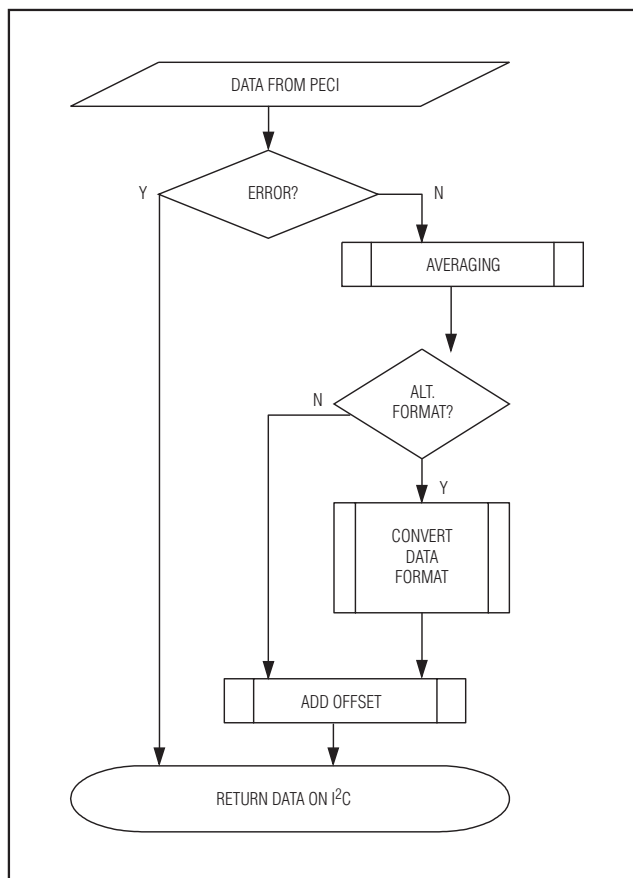 DATA FROM PECI
Y
ERROR?
N
AVERAGING
N
ALT.
FORMAT?
Y
CONVERT
DATA
FORMAT
ADD OFFSET
RETURN DATA ON I²C